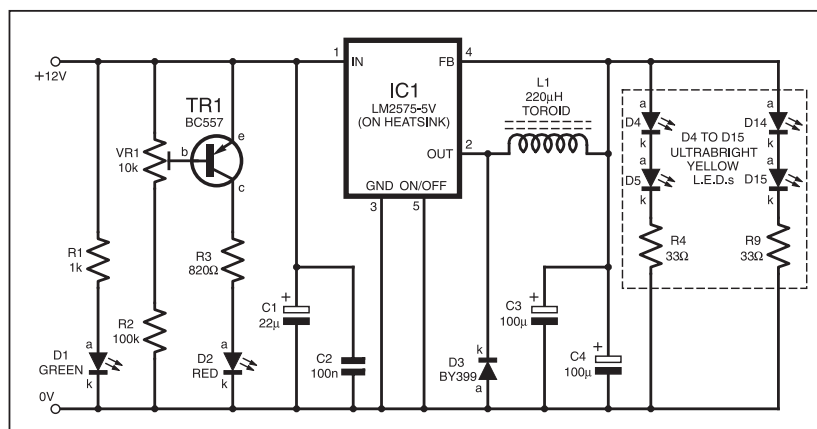 +12V
TR1
BC557
e
b
c
VR1
10k
R1
1k
R3
820Ω
R2
100k
D1
GREEN
a
k
D2
RED
a
k
0V
C1
22µ
+
C2
100n
1
IN
FB
4
IC1
LM2575-5V
(ON HEATSINK)
OUT
2
GND
ON/OFF
3
5
L1
220µH
TOROID
D3
BY399
k
a
C3
100µ
+
C4
100µ
+
a
D4
k
a
D5
k
R4
33Ω
D4 TO D15
ULTRABRIGHT
YELLOW
L.E.D.s
a
D14
k
a
D15
k
R9
33Ω